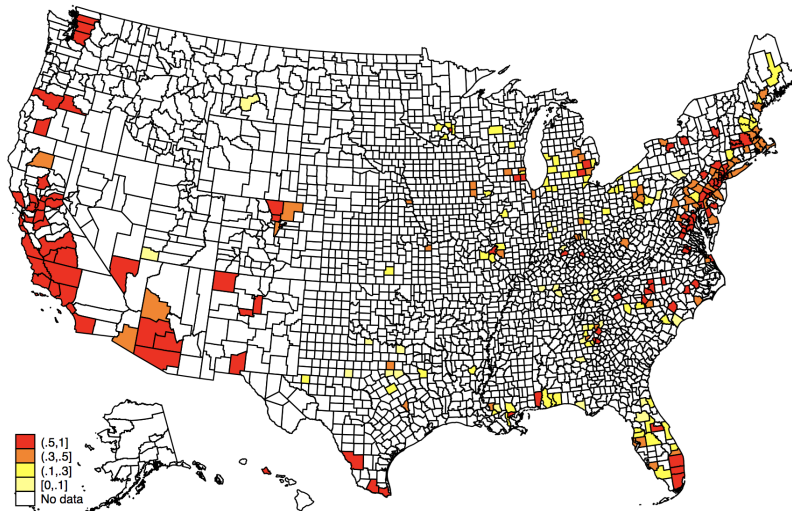 (.5,1]
(.3,.5]
(.1,.3]
[0,.1]
No data